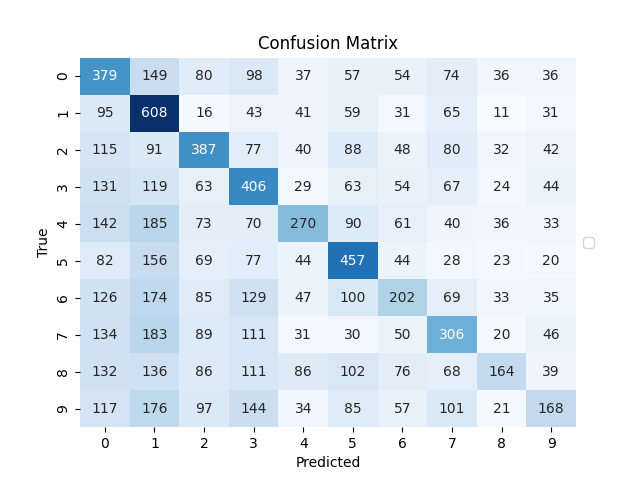 Confusion Matrix
0 379 149 80 98 37 57 54 74 36 36
1 95 608 16 43 41 59 31 65 11 31
2 115 91 387 77 40 88 48 80 32 42
3 131 119 63 406 29 63 54 67 24 44
4 142 185 73 70 270 90 61 40 36 33
True
5 82 156 69 77 44 457 44 28 23 20
6 126 174 85 129 47 100 202 69 33 35
7 134 183 89 111 31 30 50 306 20 46
8 132 136 86 111 86 102 76 68 164 39
9 117 176 97 144 34 85 57 101 21 168
0 1 2 3 4 5 6 7 8 9
Predicted